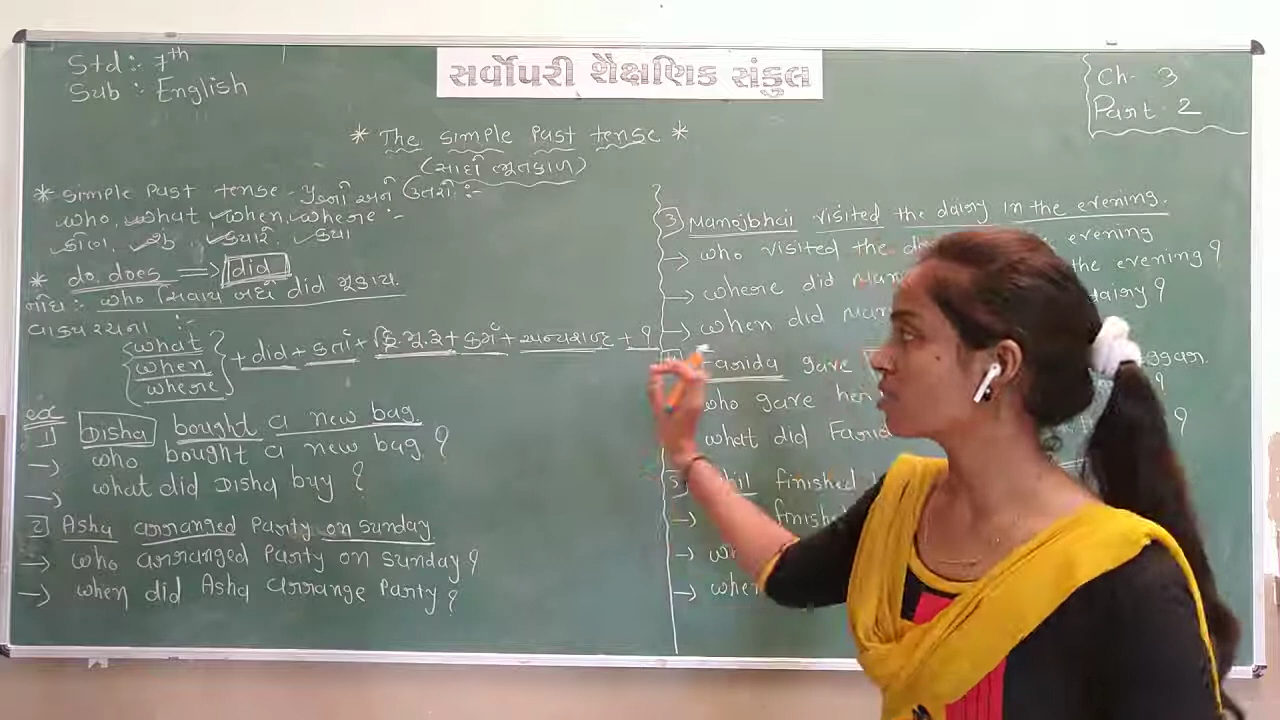 Std :- 7th
Sub :- English
સર્વોપરી શૈક્ષણિક સંકુલ
Ch- 3
Part- 2
* The simple Past tense *
(સાદો ભૂતકાળ)
* simple Past tense - અને ઉત્તરો :-
who, what, when, where :-
કોણ, શું, ક્યારે, ક્યાં
* do. does => did
નોંધ:- who સિવાય બધે did મૂકાય.
વાક્યરચના :-
what
when
where
+ did + કર્તા + ક્રિ.મૂ.રૂ + કર્મ + અન્યશબ્દ + ?
ex
1) Disha bought a new bag
→ who bought a new bag ?
→ what did Disha buy ?
2) Asha arranged Party on sunday
→ who arranged Party on sunday ?
→ when did Asha arrange Party ?
3) Manojbhai visited the dairy in the evening.
→ who visited the evening
→ where did the evening ?
→ when did dairy ?
Farida gave
who gave her ?
what did ?
5) finished
→
→
→